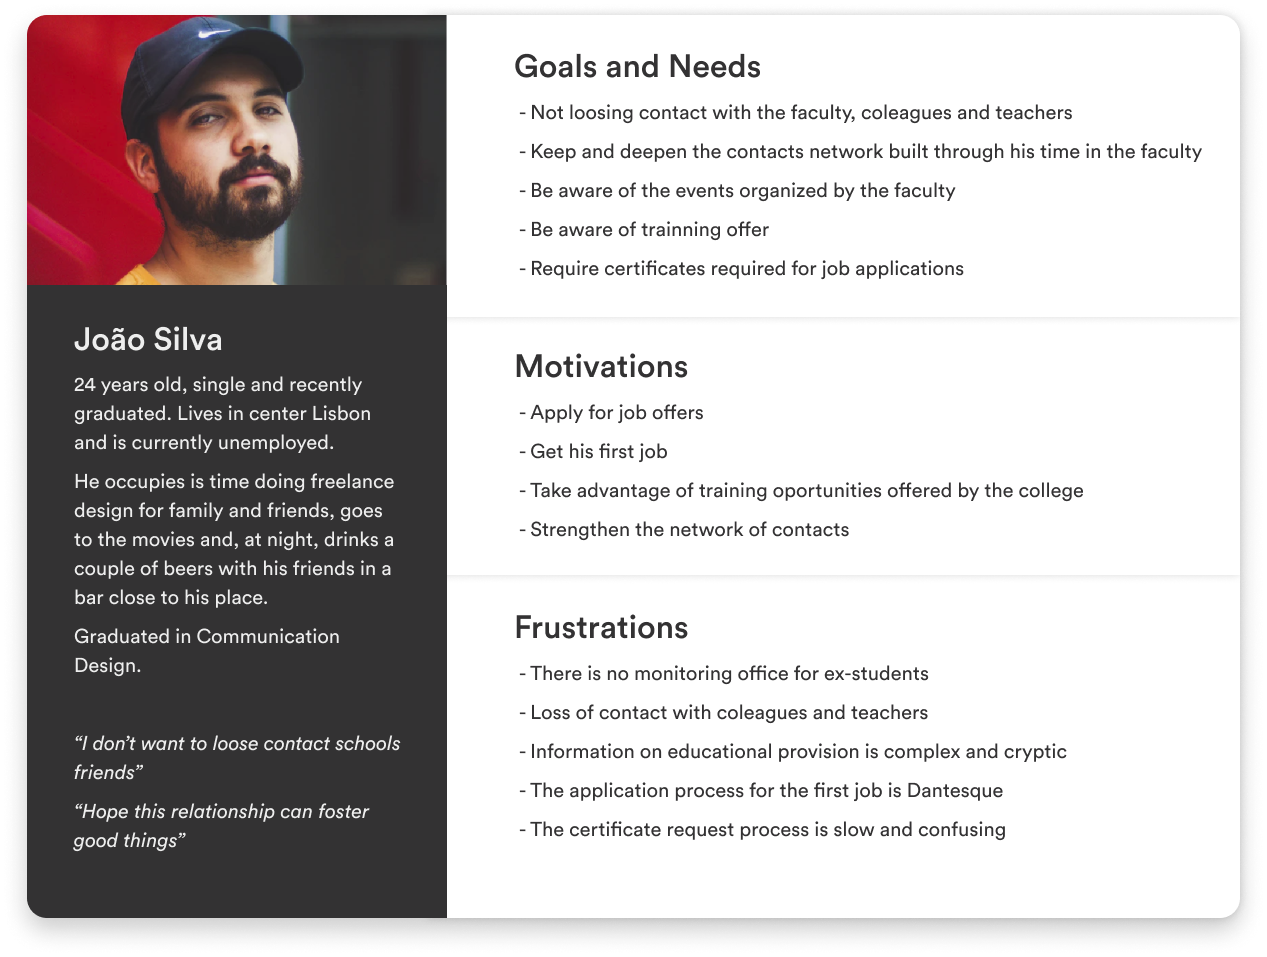 João Silva
24 years old, single and recently
graduated. Lives in center Lisbon
and is currently unemployed.
He occupies is time doing freelance
design for family and friends, goes
to the movies and, at night, drinks a
couple of beers with his friends in a
bar close to his place.
Graduated in Communication
Design.
“I don’t want to loose contact schools
friends”
“Hope this relationship can foster
good things”
Goals and Needs
- Not loosing contact with the faculty, coleagues and teachers
- Keep and deepen the contacts network built through his time in the faculty
- Be aware of the events organized by the faculty
- Be aware of trainning offer
- Require certificates required for job applications
Motivations
- Apply for job offers
- Get his first job
- Take advantage of training oportunities offered by the college
- Strengthen the network of contacts
Frustrations
- There is no monitoring office for ex-students
- Loss of contact with coleagues and teachers
- Information on educational provision is complex and cryptic
- The application process for the first job is Dantesque
- The certificate request process is slow and confusing